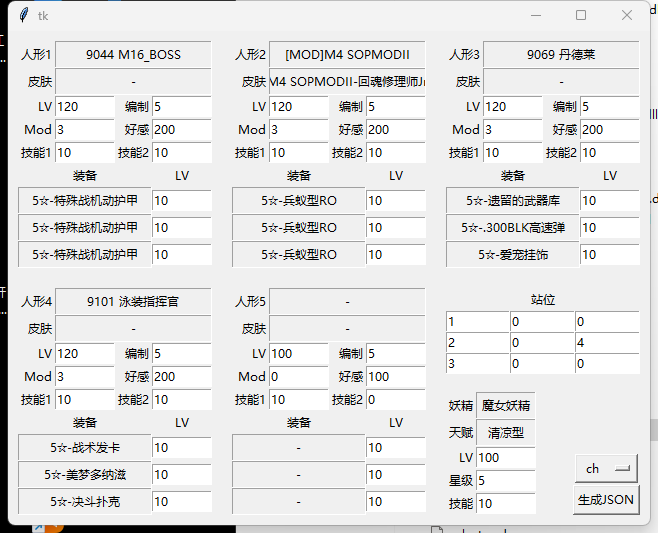 tk
人形1 9044 M16_BOSS 人形2 [MOD]M4 SOPMODII 人形3 9069 丹德莱
皮肤 - 皮肤 M4 SOPMODII-回魂修理师Jr 皮肤 -
LV 120 编制 5 LV 120 编制 5 LV 120 编制 5
Mod 3 好感 200 Mod 3 好感 200 Mod 3 好感 200
技能1 10 技能2 10 技能1 10 技能2 10 技能1 10 技能2 10
装备 LV 装备 LV 装备 LV
5☆-特殊战机动护甲 10 5☆-兵蚁型RO 10 5☆-遗留的武器库 10
5☆-特殊战机动护甲 10 5☆-兵蚁型RO 10 5☆-.300BLK高速弹 10
5☆-特殊战机动护甲 10 5☆-兵蚁型RO 10 5☆-爱宠挂饰 10
人形4 9101 泳装指挥官 人形5 - 站位
皮肤 - 皮肤 - 1 0 0
LV 120 编制 5 LV 100 编制 5 2 0 4
Mod 3 好感 200 Mod 0 好感 100 3 0 0
技能1 10 技能2 10 技能1 10 技能2 0 妖精 魔女妖精
装备 LV 装备 LV 天赋 清凉型
5☆-战术发卡 10 - 10 LV 100
5☆-美梦多纳滋 10 - 10 星级 5 ch
5☆-决斗扑克 10 - 10 技能 10 生成JSON